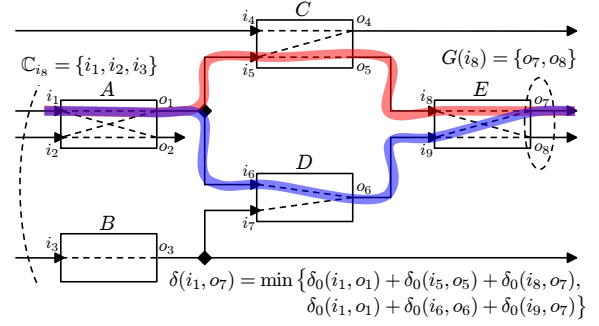 C
i₄ o₄
i₅ o₅
ℂ_{i₈} = {i₁, i₂, i₃}
G(i₈) = {o₇, o₈}
A
i₁ o₁
i₂ o₂
E
i₈ o₇
i₉ o₈
D
i₆ o₆
i₇
B
i₃ o₃
δ(i₁, o₇) = min {δ₀(i₁, o₁) + δ₀(i₅, o₅) + δ₀(i₈, o₇),
δ₀(i₁, o₁) + δ₀(i₆, o₆) + δ₀(i₉, o₇)}